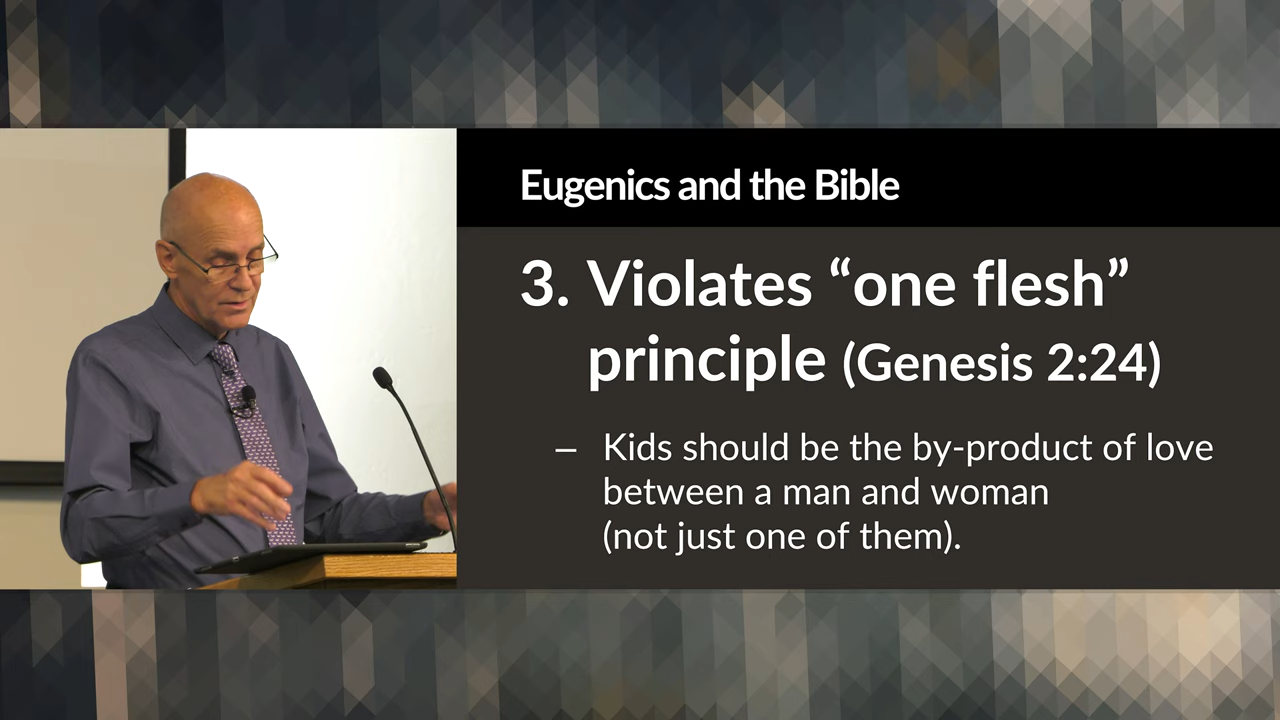 Eugenics and the Bible
3. Violates “one flesh”
principle (Genesis 2:24)
– Kids should be the by-product of love
between a man and woman
(not just one of them).